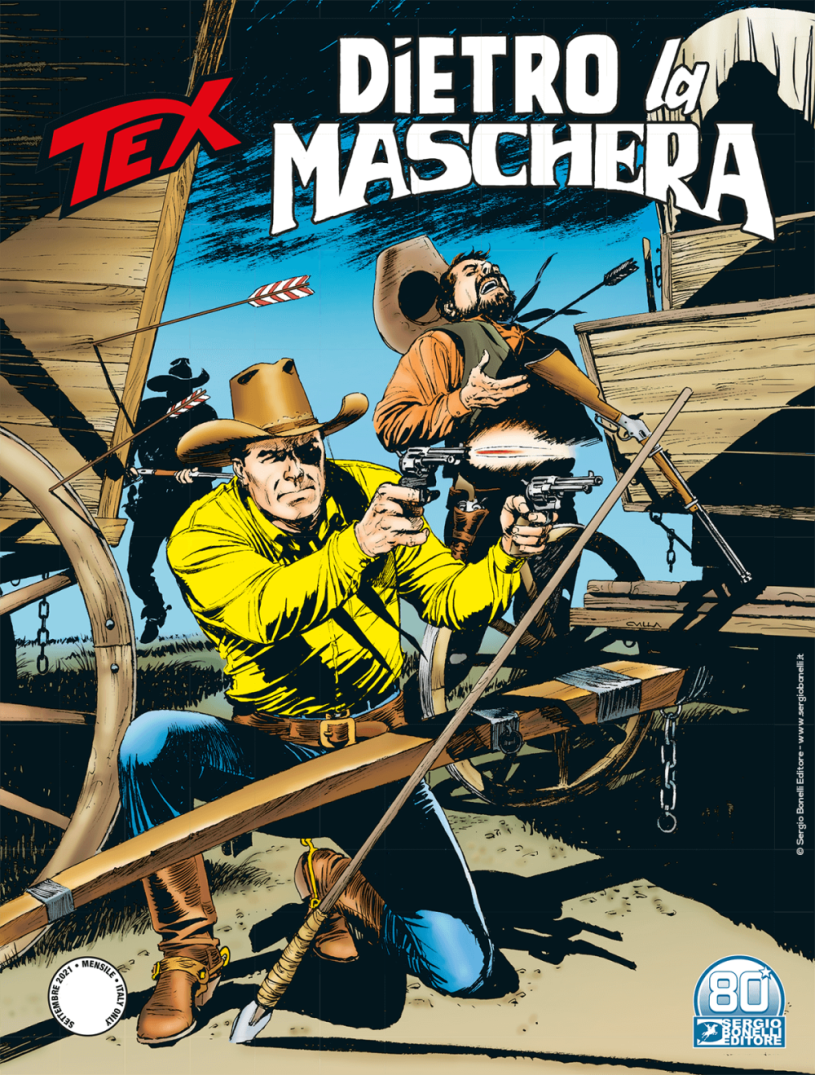 TEX
DiETRO la
MASCHERA
CIVILLA
© Sergio Bonelli Editore - www.sergiobonelli.it
SETTEMBRE 2021 • MENSILE • ITALY ONLY
80
SERGIO
BONELLI
EDITORE